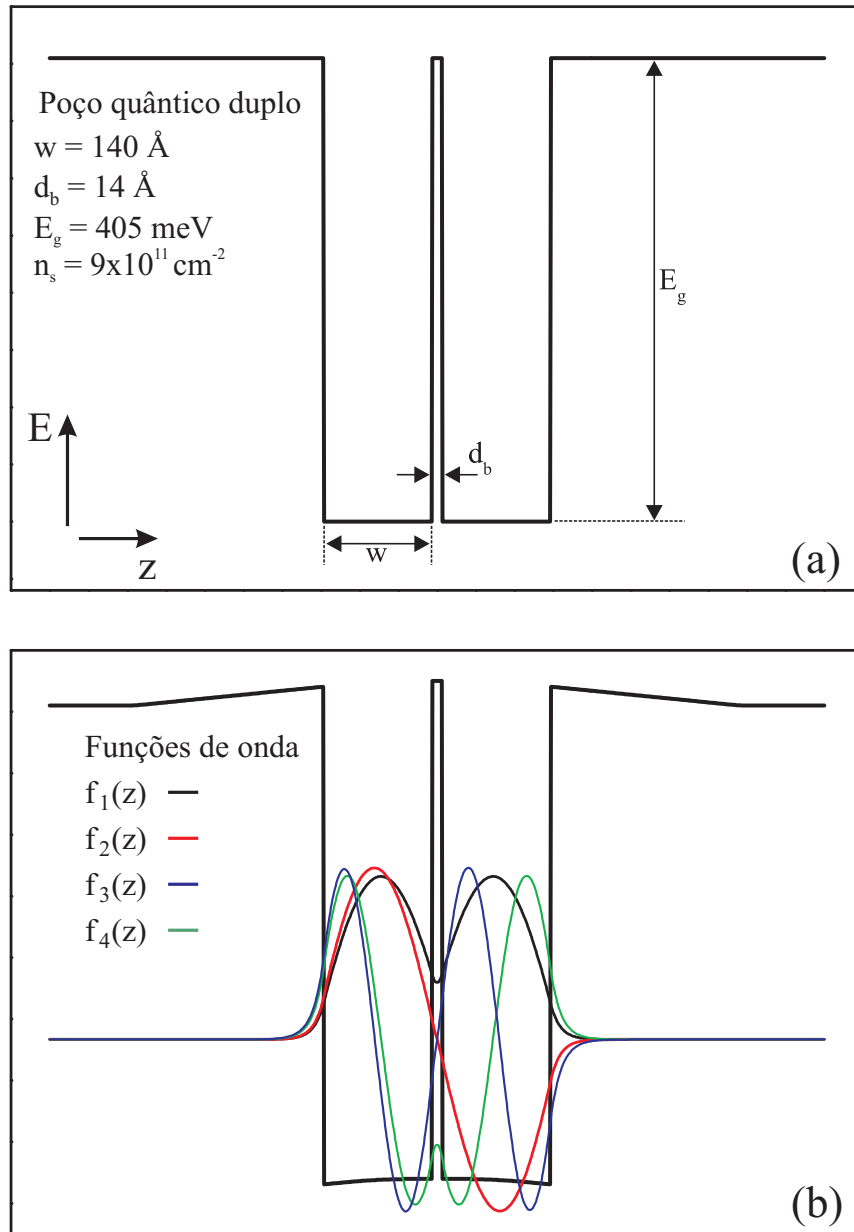 Poço quântico duplo
w = 140 Å
d_b = 14 Å
E_g = 405 meV
n_s = 9x10^11 cm^-2
E_g
E
d_b
z
w
(a)
Funções de onda
f_1(z)
f_2(z)
f_3(z)
f_4(z)
(b)